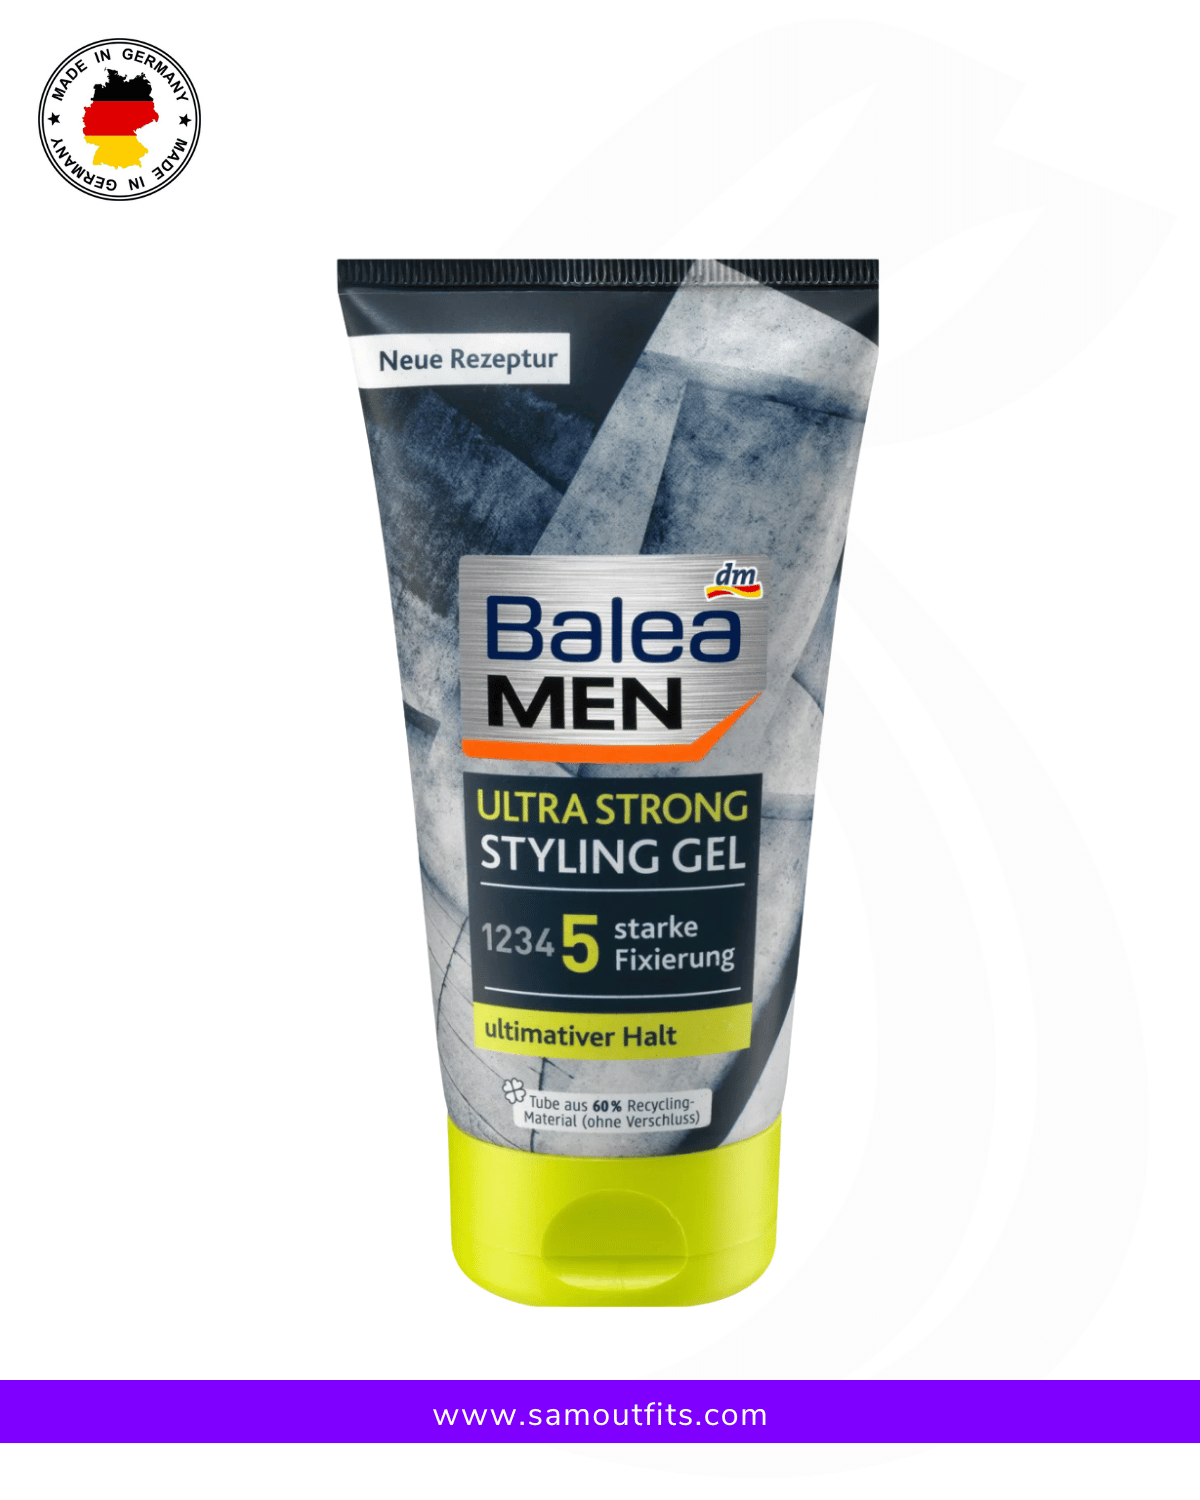 MADE IN GERMANY
MADE IN GERMANY
Neue Rezeptur
dm
Balea
MEN
ULTRA STRONG
STYLING GEL
1234 5 starke
Fixierung
ultimativer Halt
Tube aus 60% Recycling-
Material (ohne Verschluss)
www.samoutfits.com